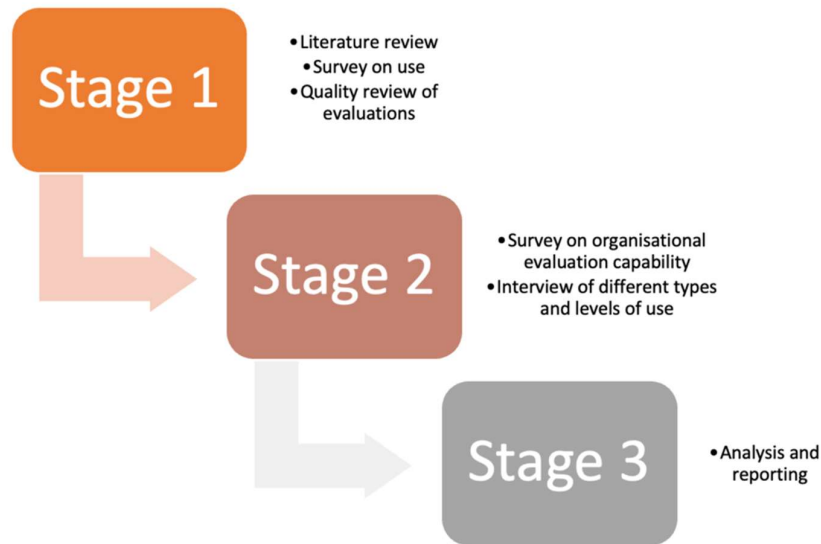 Stage 1
•Literature review
•Survey on use
•Quality review of
evaluations
Stage 2
•Survey on organisational
evaluation capability
•Interview of different types
and levels of use
Stage 3
•Analysis and
reporting